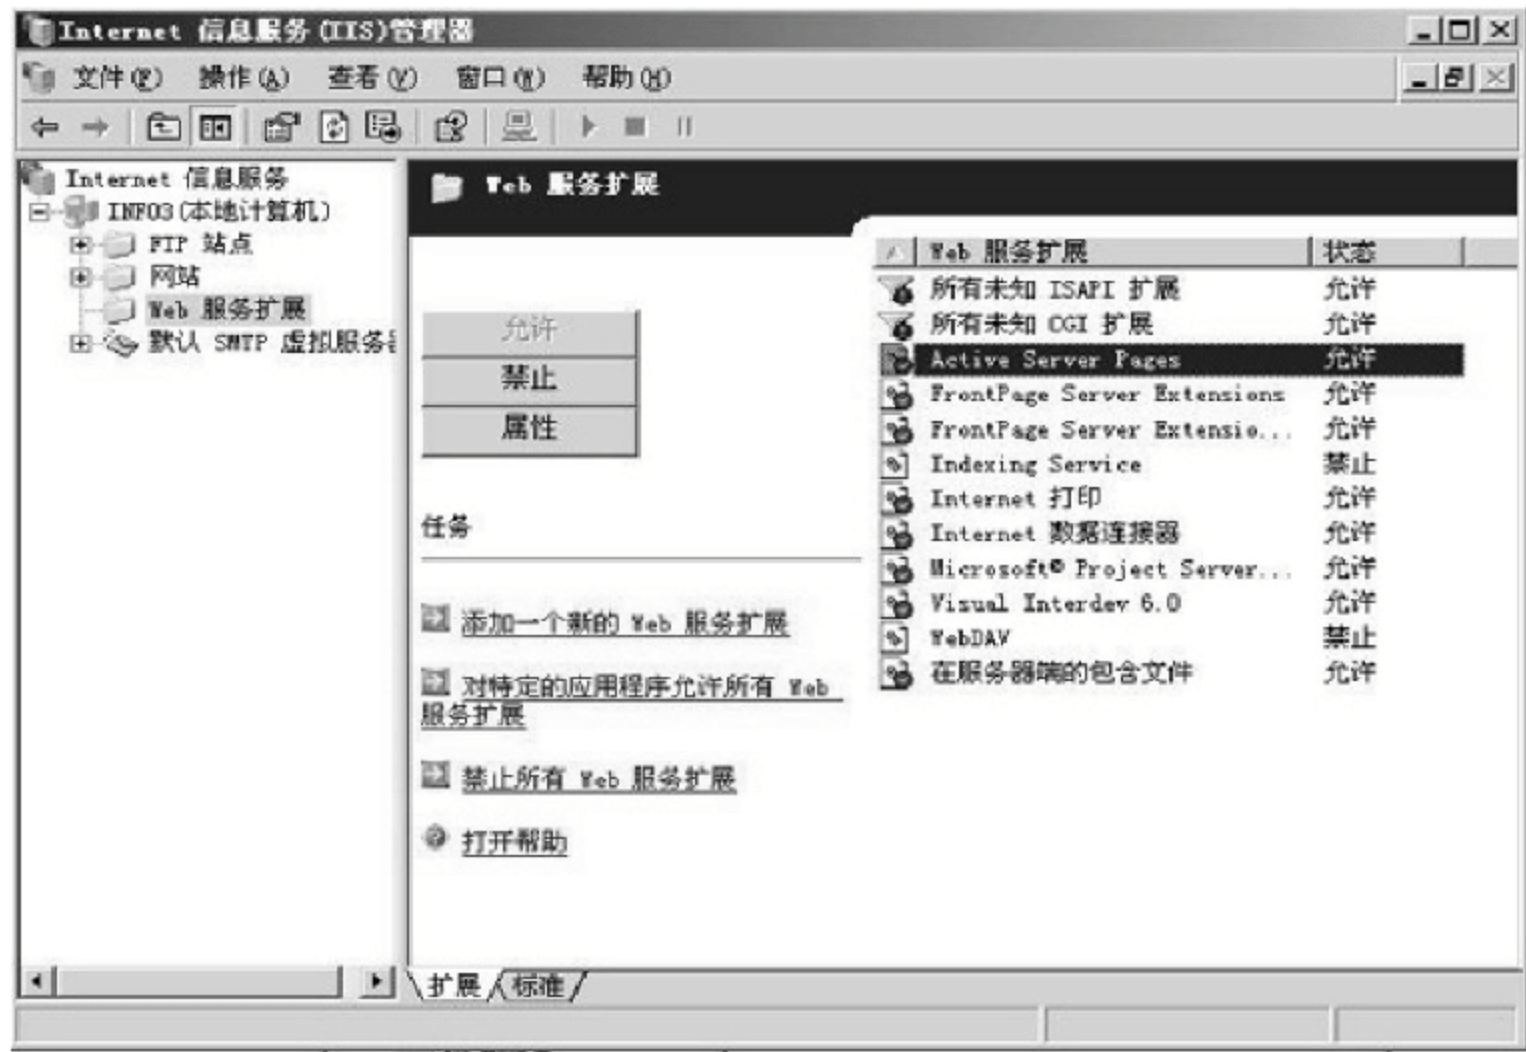 Internet 信息服务(IIS)管理器
文件(F) 操作(A) 查看(V) 窗口(W) 帮助(H)
Internet 信息服务
INFO3(本地计算机)
FTP 站点
网站
Web 服务扩展
默认 SMTP 虚拟服务器
Web 服务扩展
允许
禁止
属性
任务
添加一个新的 Web 服务扩展
对特定的应用程序允许所有 Web
服务扩展
禁止所有 Web 服务扩展
打开帮助
Web 服务扩展 状态
所有未知 ISAPI 扩展 允许
所有未知 CGI 扩展 允许
Active Server Pages 允许
FrontPage Server Extensions 允许
FrontPage Server Extensio... 允许
Indexing Service 禁止
Internet 打印 允许
Internet 数据连接器 允许
Microsoft® Project Server... 允许
Visual Interdev 6.0 允许
WebDAV 禁止
在服务器端的包含文件 允许
扩展 标准